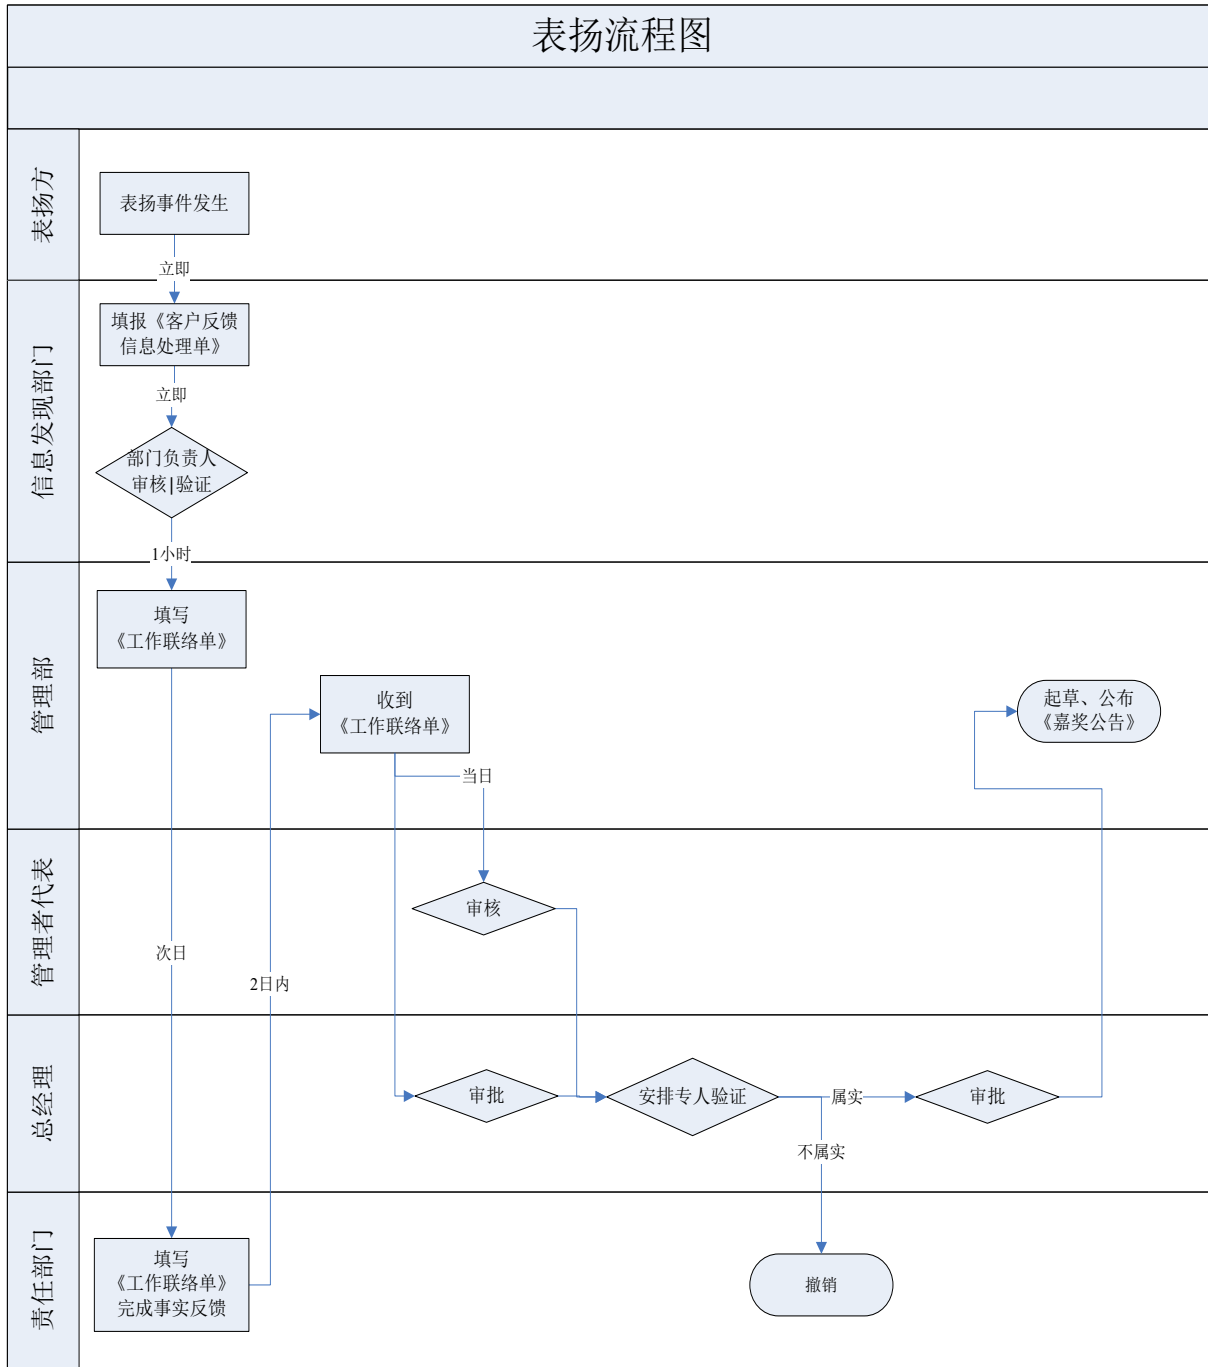 表扬流程图
表扬方
表扬事件发生
立即
信息发现部门
填报《客户反馈
信息处理单》
立即
部门负责人
审核|验证
1小时
管理部
填写
《工作联络单》
收到
《工作联络单》
当日
起草、公布
《嘉奖公告》
管理者代表
审核
次日
2日内
总经理
审批
安排专人验证
属实
审批
不属实
责任部门
填写
《工作联络单》
完成事实反馈
撤销